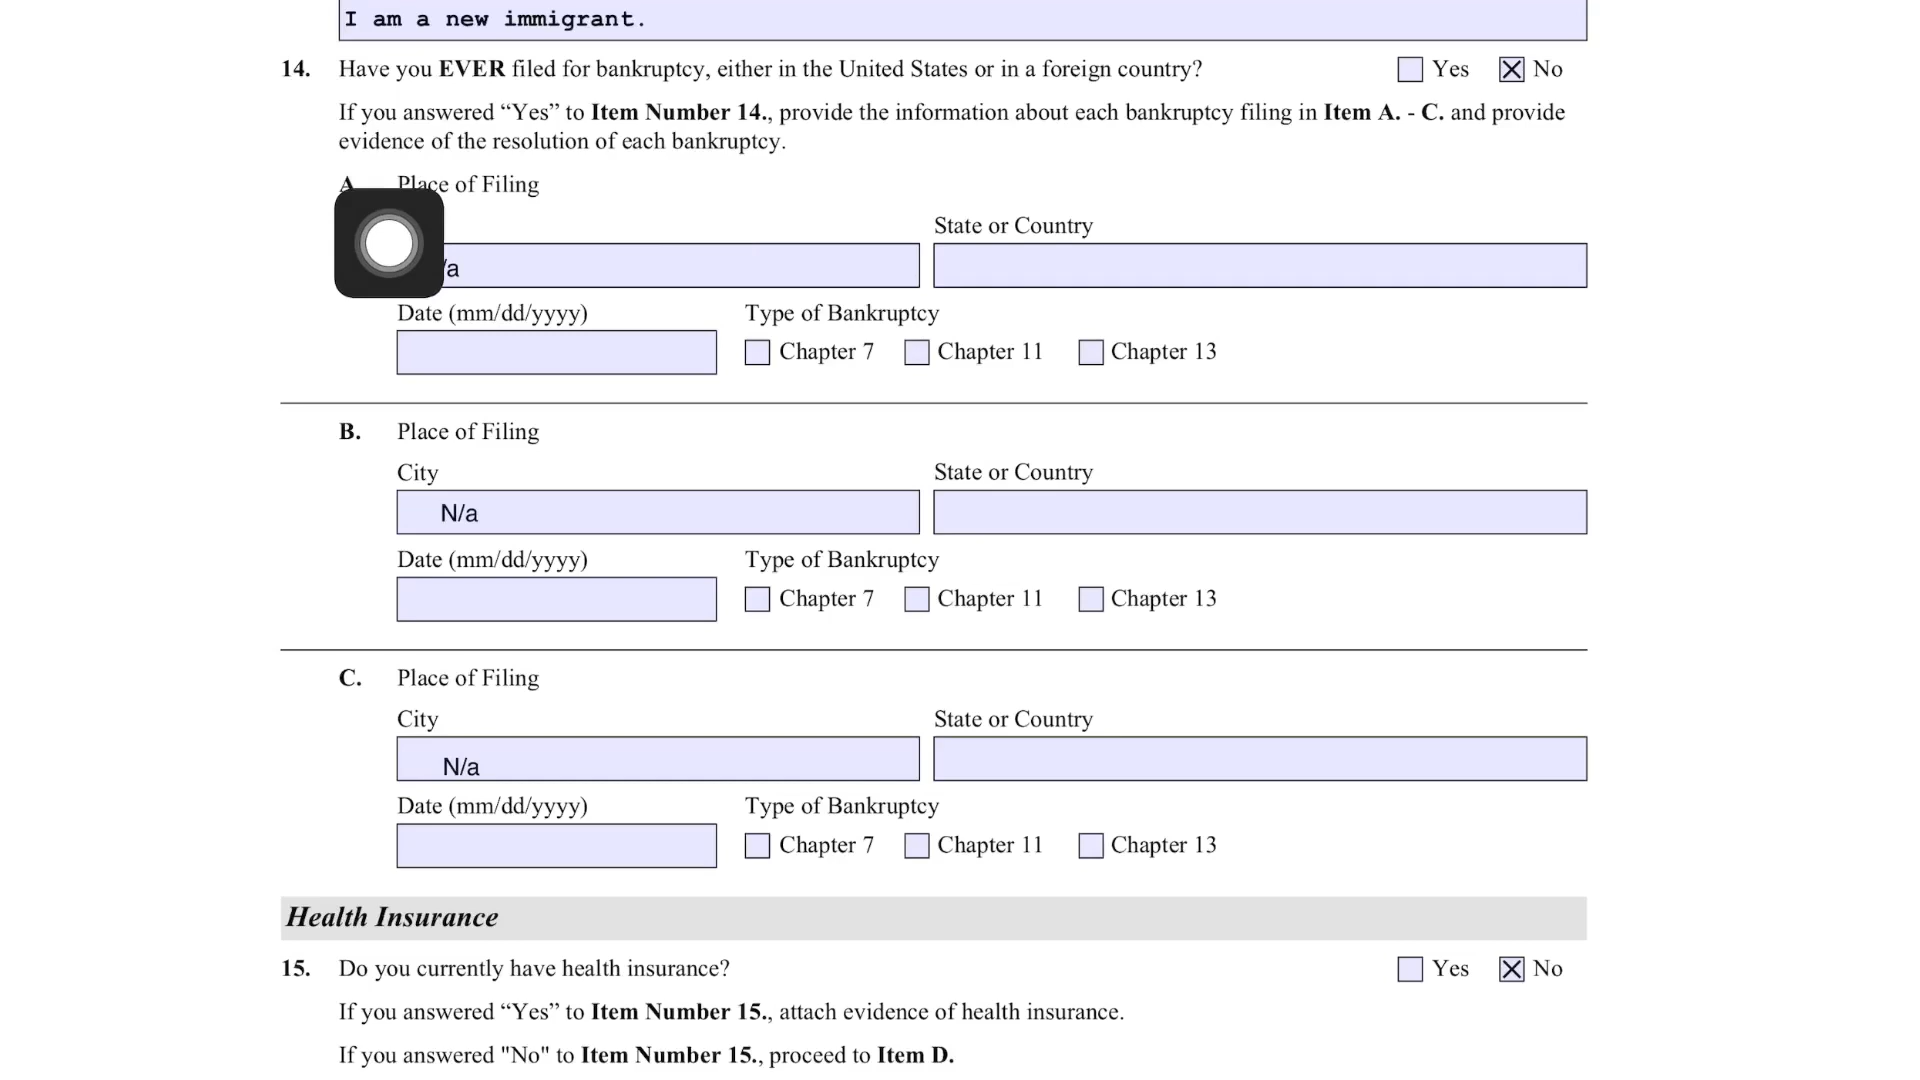 I am a new immigrant.
14. Have you EVER filed for bankruptcy, either in the United States or in a foreign country? Yes No
If you answered “Yes” to Item Number 14., provide the information about each bankruptcy filing in Item A. - C. and provide
evidence of the resolution of each bankruptcy.
A Place of Filing
State or Country
/a
Date (mm/dd/yyyy) Type of Bankruptcy
Chapter 7 Chapter 11 Chapter 13
B. Place of Filing
City State or Country
N/a
Date (mm/dd/yyyy) Type of Bankruptcy
Chapter 7 Chapter 11 Chapter 13
C. Place of Filing
City State or Country
N/a
Date (mm/dd/yyyy) Type of Bankruptcy
Chapter 7 Chapter 11 Chapter 13
Health Insurance
15. Do you currently have health insurance? Yes No
If you answered “Yes” to Item Number 15., attach evidence of health insurance.
If you answered "No" to Item Number 15., proceed to Item D.